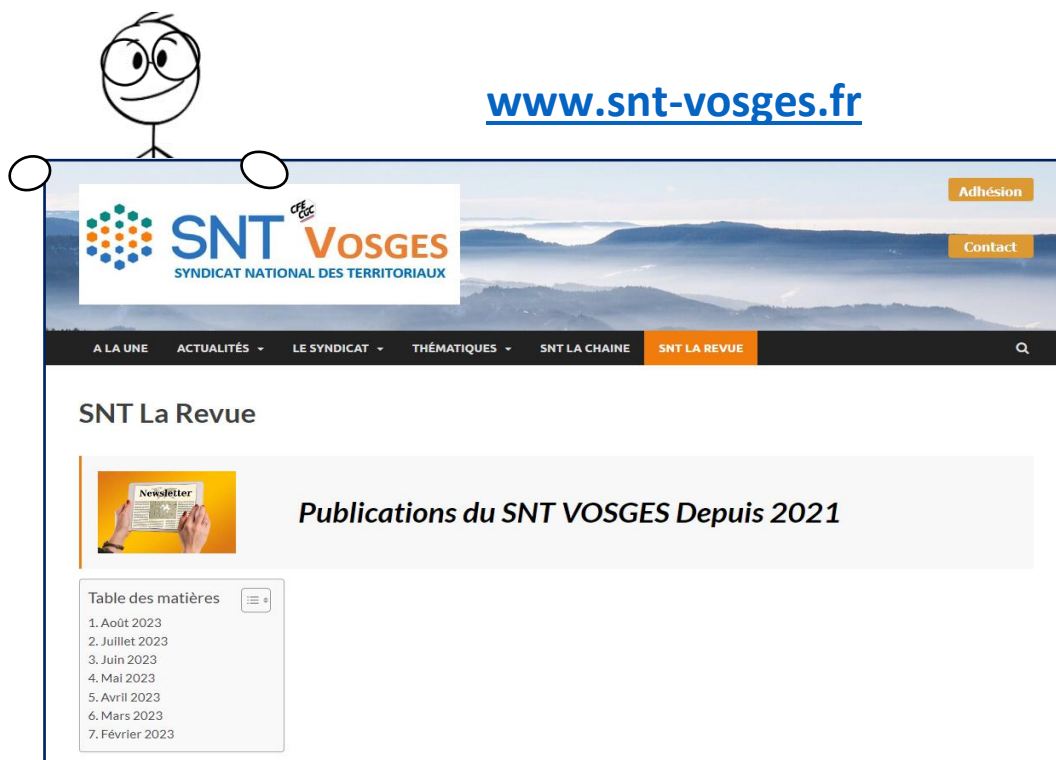 www.snt-vosges.fr
Adhésion
Contact
SNT CFE CGC VOSGES
SYNDICAT NATIONAL DES TERRITORIAUX
A LA UNE ACTUALITÉS LE SYNDICAT THÉMATIQUES SNT LA CHAINE SNT LA REVUE
SNT La Revue
Newsletter
Publications du SNT VOSGES Depuis 2021
Table des matières
1. Août 2023
2. Juillet 2023
3. Juin 2023
4. Mai 2023
5. Avril 2023
6. Mars 2023
7. Février 2023